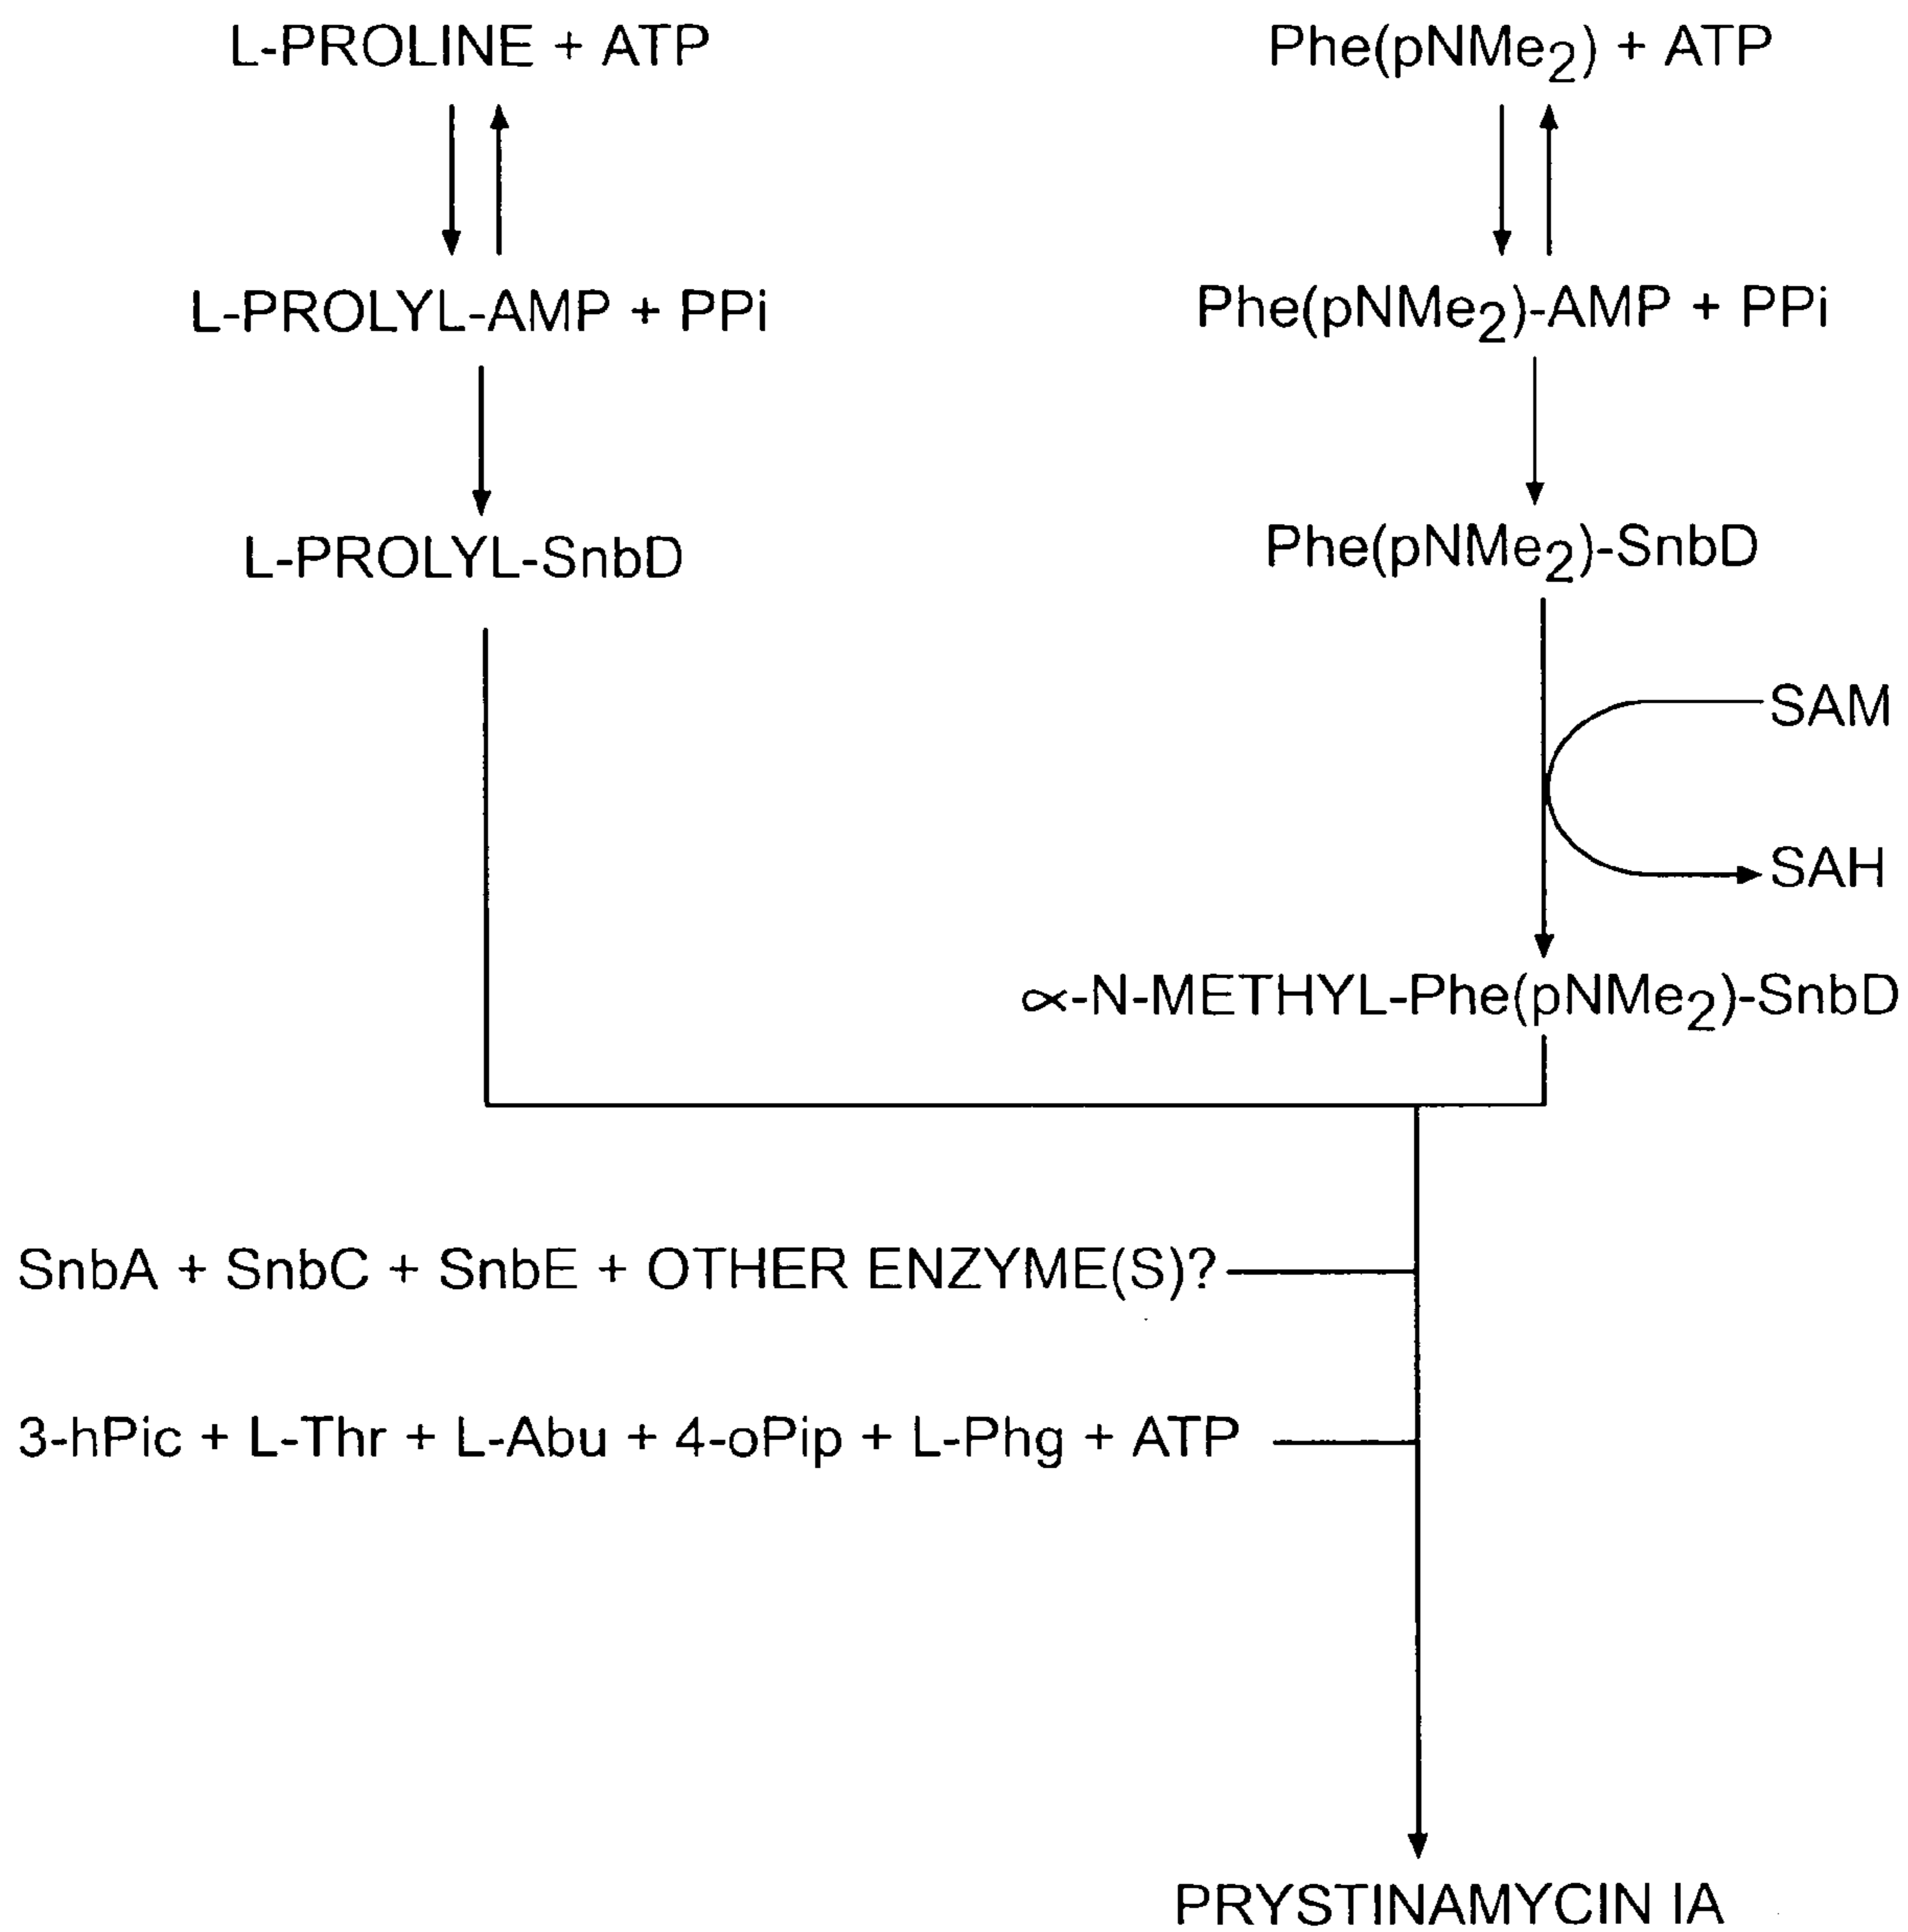 L-PROLINE + ATP
Phe(pNMe2) + ATP
L-PROLYL-AMP + PPi
Phe(pNMe2)-AMP + PPi
L-PROLYL-SnbD
Phe(pNMe2)-SnbD
SAM
SAH
∝-N-METHYL-Phe(pNMe2)-SnbD
SnbA + SnbC + SnbE + OTHER ENZYME(S)?
3-hPic + L-Thr + L-Abu + 4-oPip + L-Phg + ATP
PRYSTINAMYCIN IA